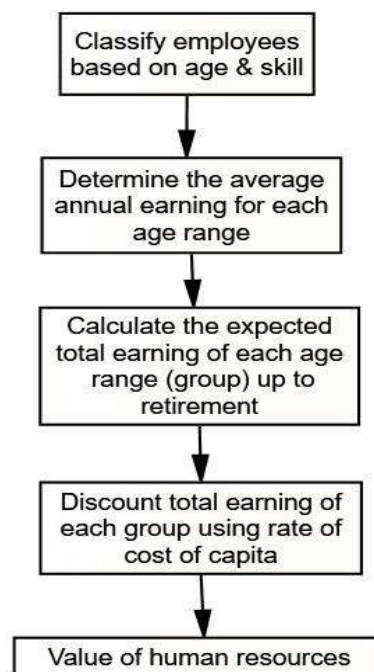 Classify employees
based on age & skill
Determine the average
annual earning for each
age range
Calculate the expected
total earning of each age
range (group) up to
retirement
Discount total earning of
each group using rate of
cost of capita
Value of human resources